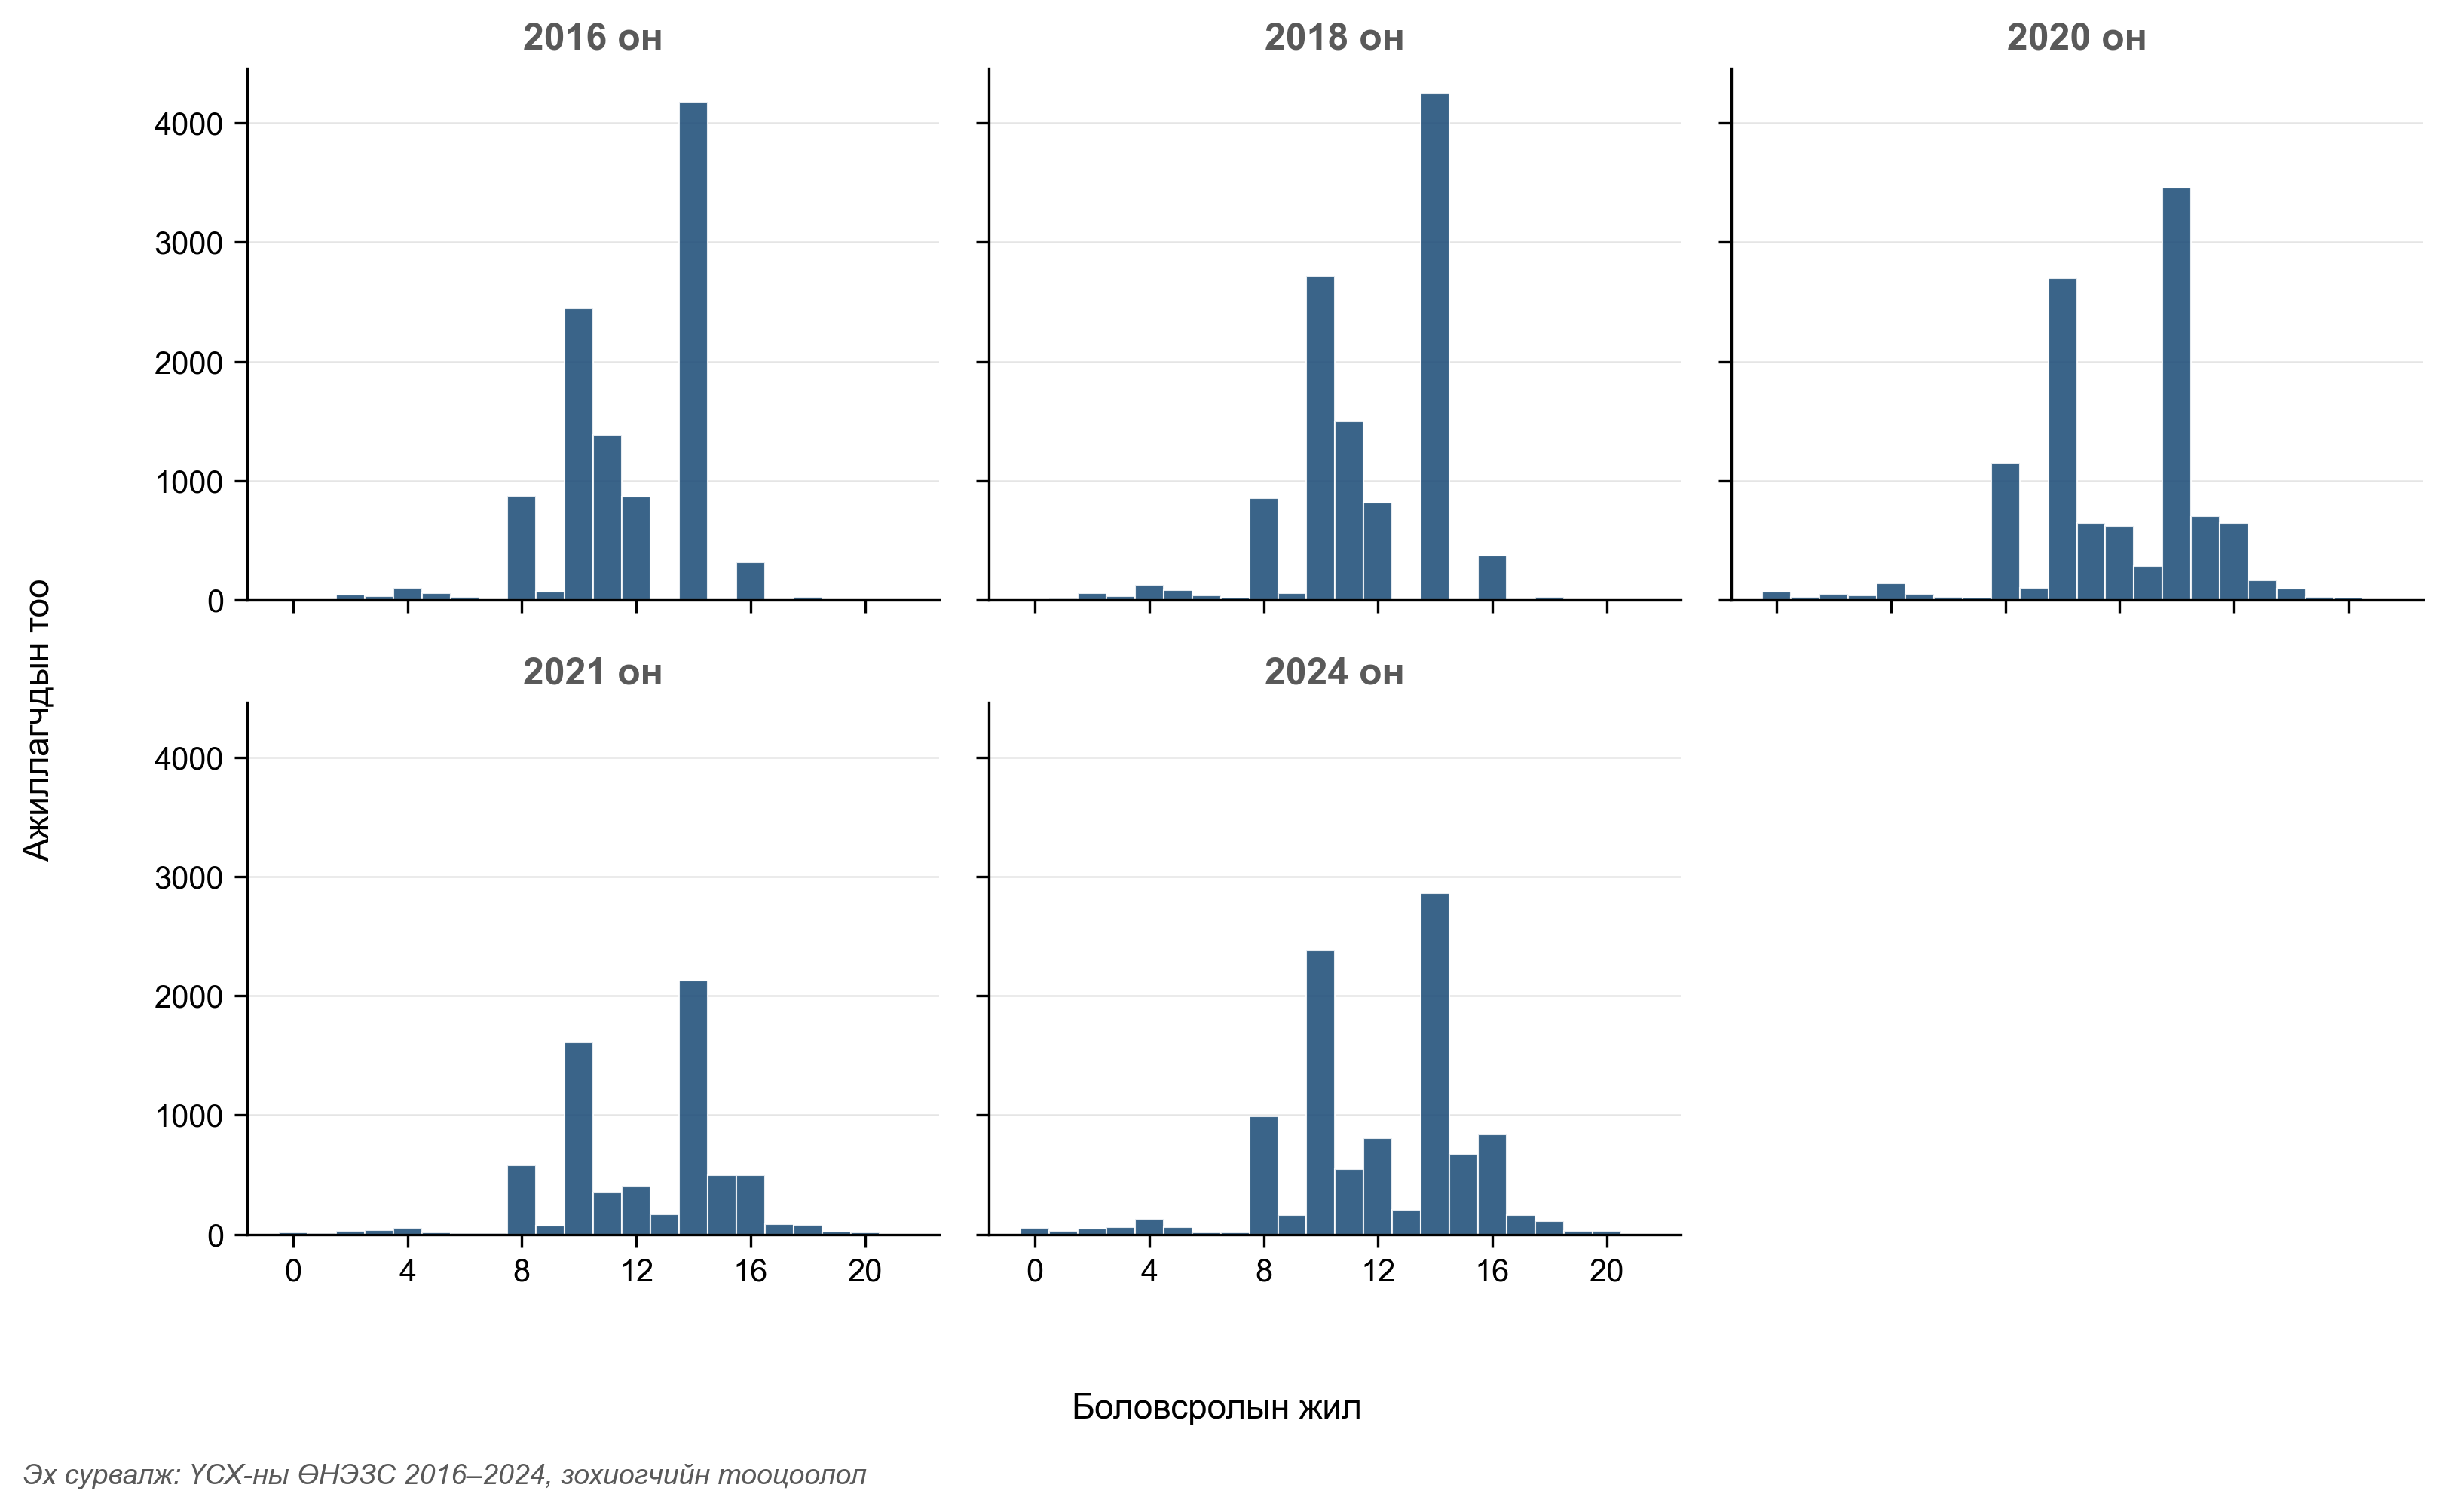 2016 он
2018 он
2020 он
4000
3000
2000
1000
0
2021 он
2024 он
4000
3000
2000
1000
0
0 4 8 12 16 20
0 4 8 12 16 20
Ажиллагчдын тоо
Боловсролын жил
Эх сурвалж: ҮСХ-ны ӨНЭЗС 2016–2024, зохиогчийн тооцоолол